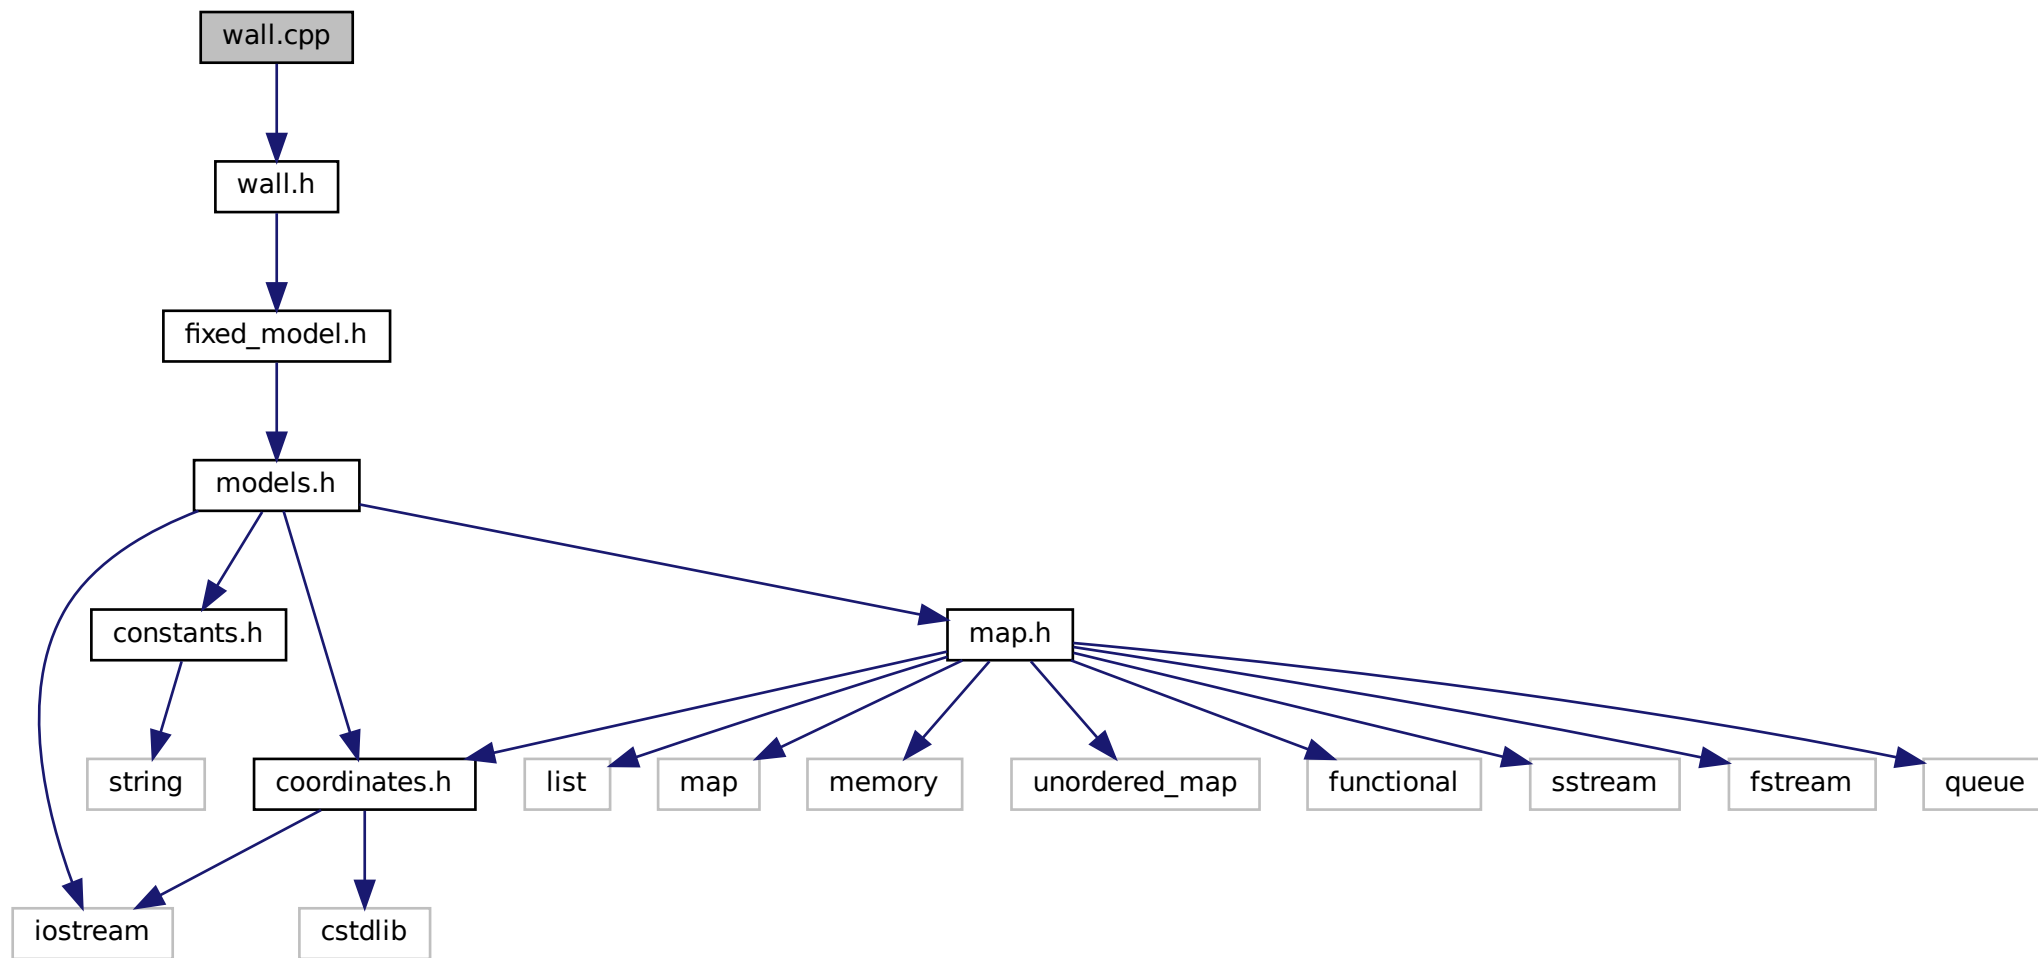 wall.cpp
wall.h
fixed_model.h
models.h
constants.h
map.h
string
coordinates.h
list
map
memory
unordered_map
functional
sstream
fstream
queue
iostream
cstdlib